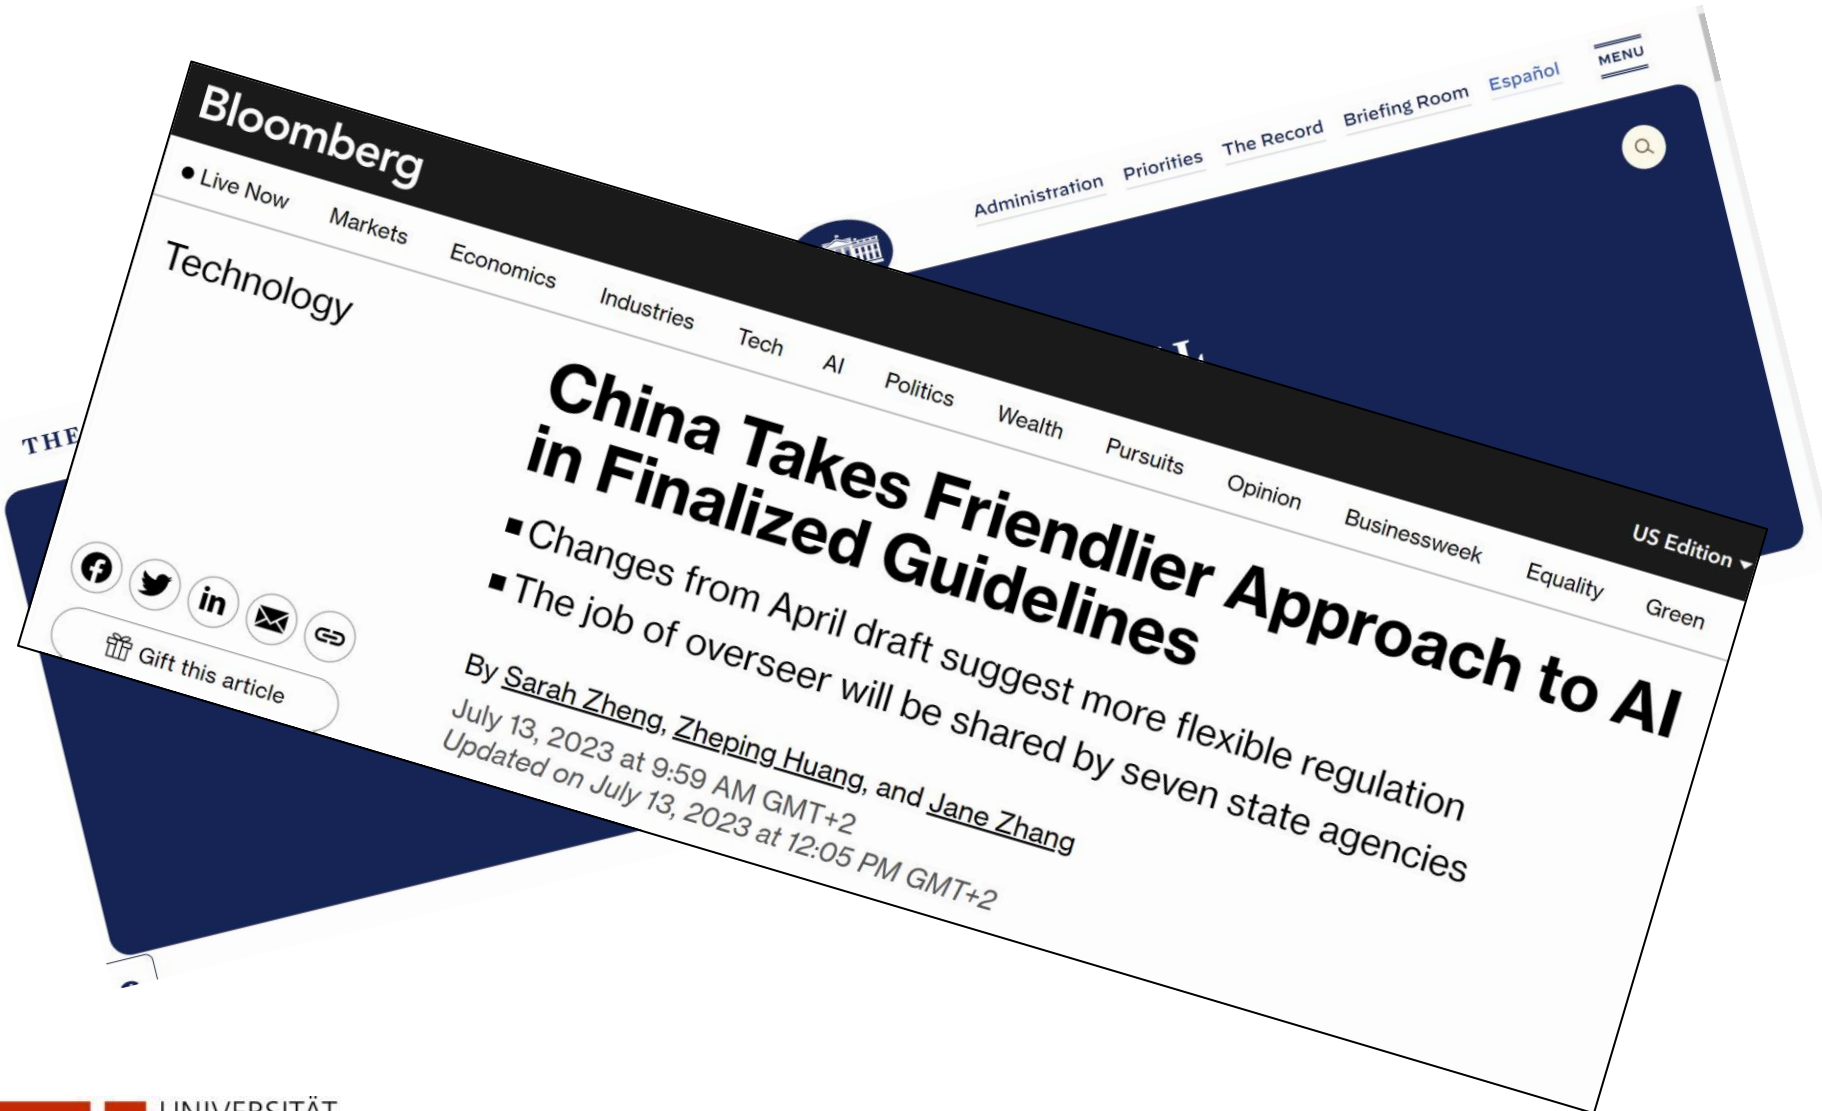 Administration Priorities The Record Briefing Room Español MENU
THE
Bloomberg
US Edition
Live Now Markets Economics Industries Tech AI Politics Wealth Pursuits Opinion Businessweek Equality Green
Technology
China Takes Friendlier Approach to AI
in Finalized Guidelines
▪ Changes from April draft suggest more flexible regulation
▪ The job of overseer will be shared by seven state agencies
By Sarah Zheng, Zheping Huang, and Jane Zhang
July 13, 2023 at 9:59 AM GMT+2
Updated on July 13, 2023 at 12:05 PM GMT+2
Gift this article
UNIVERSITÄT